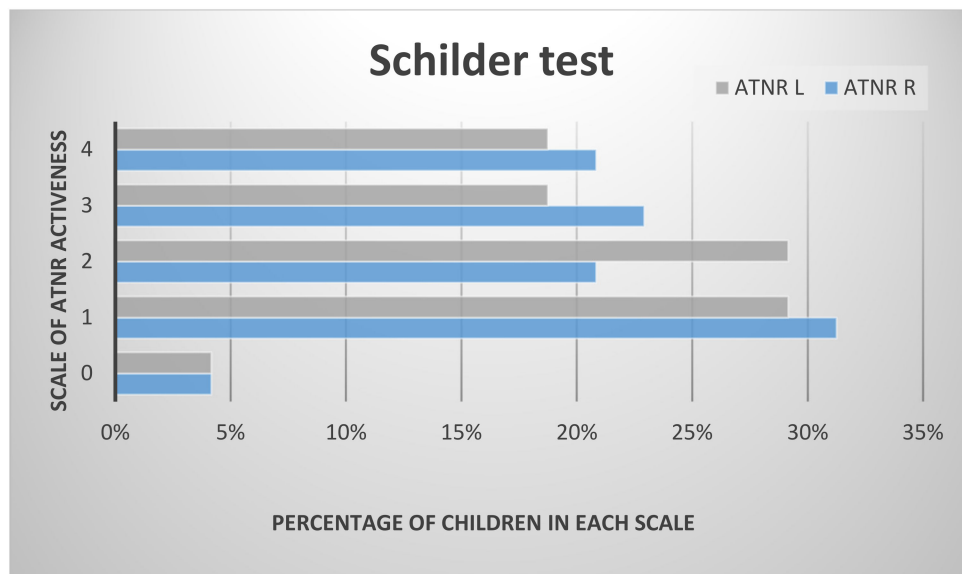 Schilder test
ATNR L ATNR R
SCALE OF ATNR ACTIVENESS
4
3
2
1
0
0% 5% 10% 15% 20% 25% 30% 35%
PERCENTAGE OF CHILDREN IN EACH SCALE